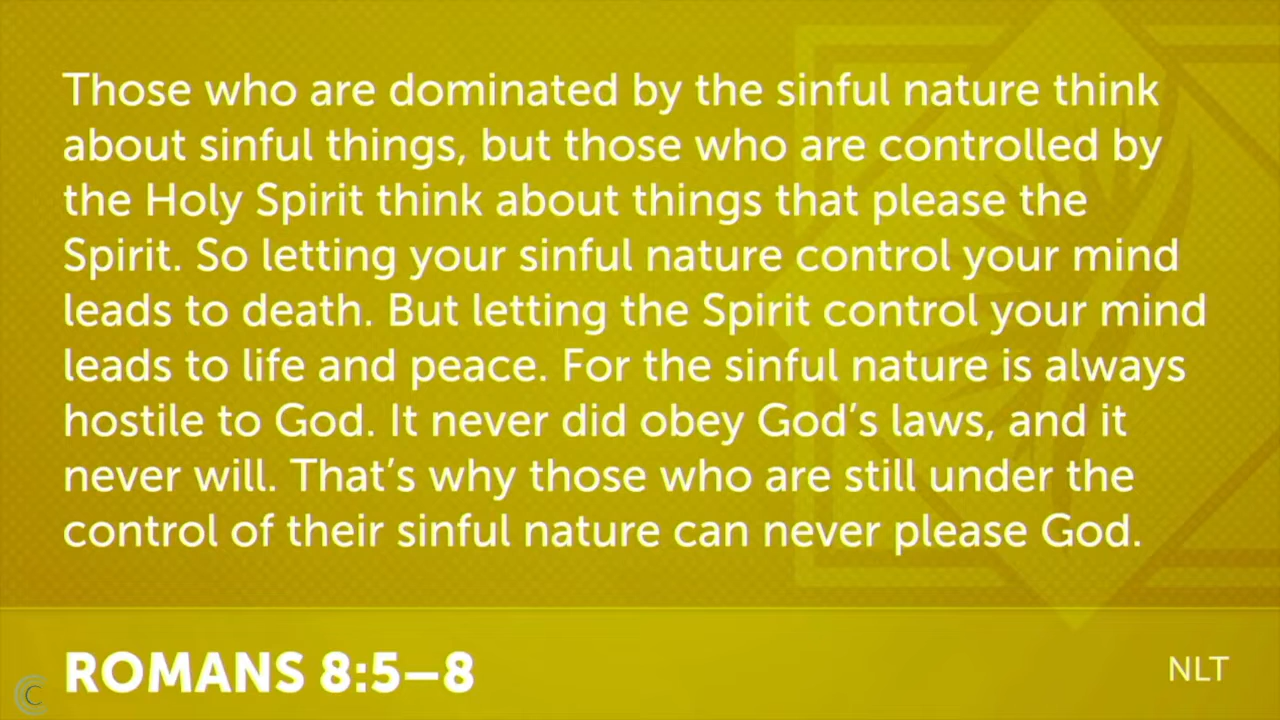 Those who are dominated by the sinful nature think
about sinful things, but those who are controlled by
the Holy Spirit think about things that please the
Spirit. So letting your sinful nature control your mind
leads to death. But letting the Spirit control your mind
leads to life and peace. For the sinful nature is always
hostile to God. It never did obey God’s laws, and it
never will. That’s why those who are still under the
control of their sinful nature can never please God.
ROMANS 8:5–8
NLT